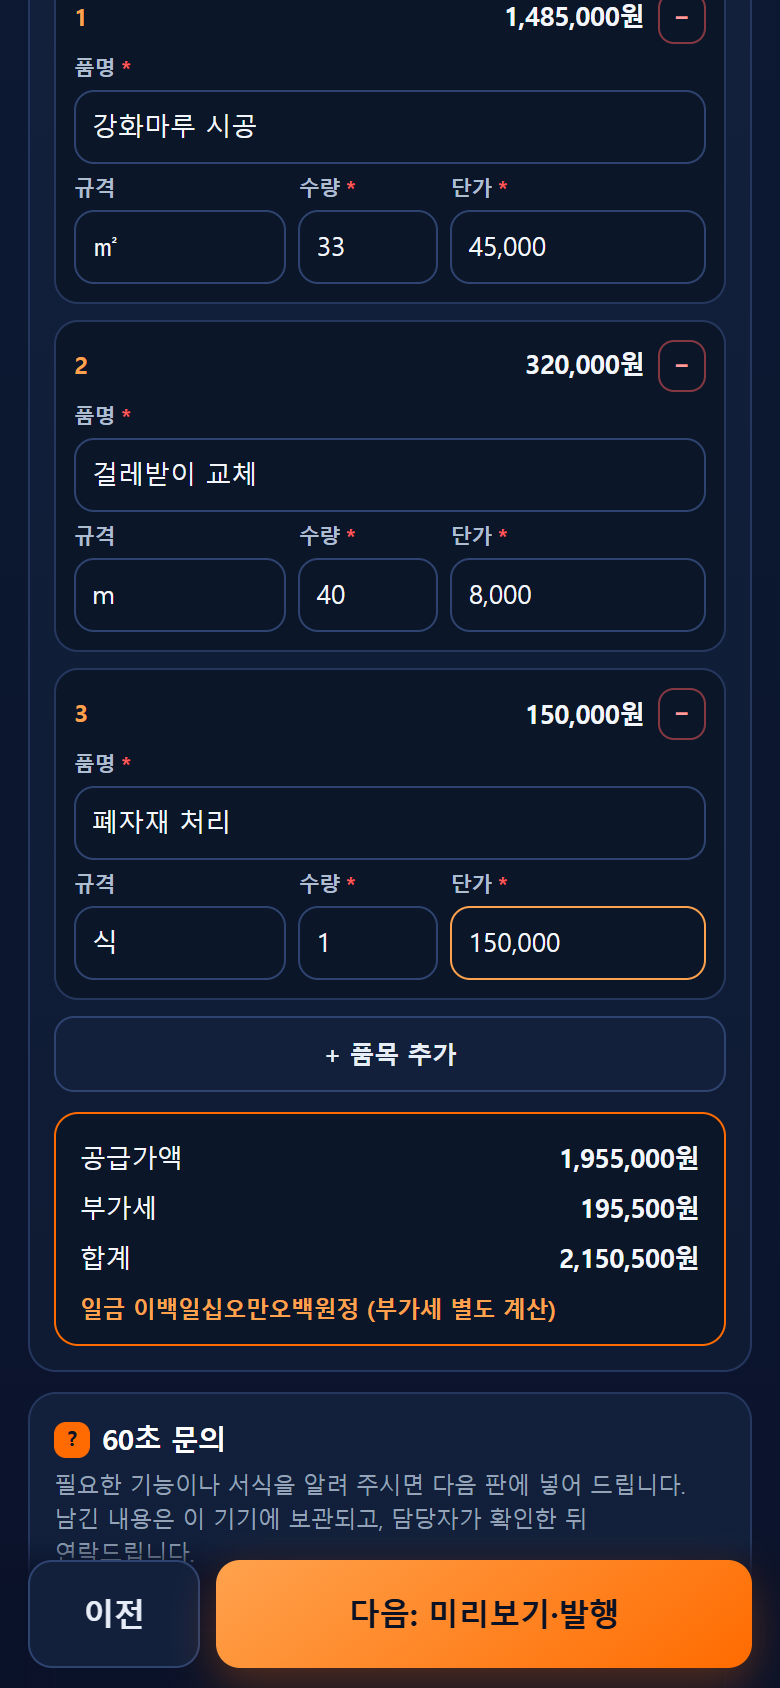 1 1,485,000원 −
품명 *
강화마루 시공
규격 수량 * 단가 *
㎡ 33 45,000
2 320,000원 −
품명 *
걸레받이 교체
규격 수량 * 단가 *
m 40 8,000
3 150,000원 −
품명 *
폐자재 처리
규격 수량 * 단가 *
식 1 150,000
+ 품목 추가
공급가액 1,955,000원
부가세 195,500원
합계 2,150,500원
일금 이백일십오만오백원정 (부가세 별도 계산)
? 60초 문의
필요한 기능이나 서식을 알려 주시면 다음 판에 넣어 드립니다.
남긴 내용은 이 기기에 보관되고, 담당자가 확인한 뒤
연락드립니다.
이전 다음: 미리보기·발행